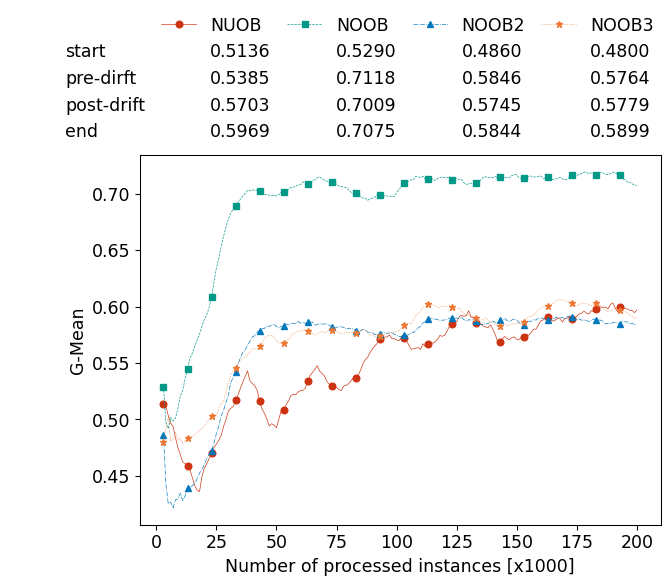 NUOB NOOB NOOB2 NOOB3
start 0.5136 0.5290 0.4860 0.4800
pre-dirft 0.5385 0.7118 0.5846 0.5764
post-drift 0.5703 0.7009 0.5745 0.5779
end 0.5969 0.7075 0.5844 0.5899
0.70
0.65
0.60
0.55
0.50
0.45
G-Mean
0 25 50 75 100 125 150 175 200
Number of processed instances [x1000]